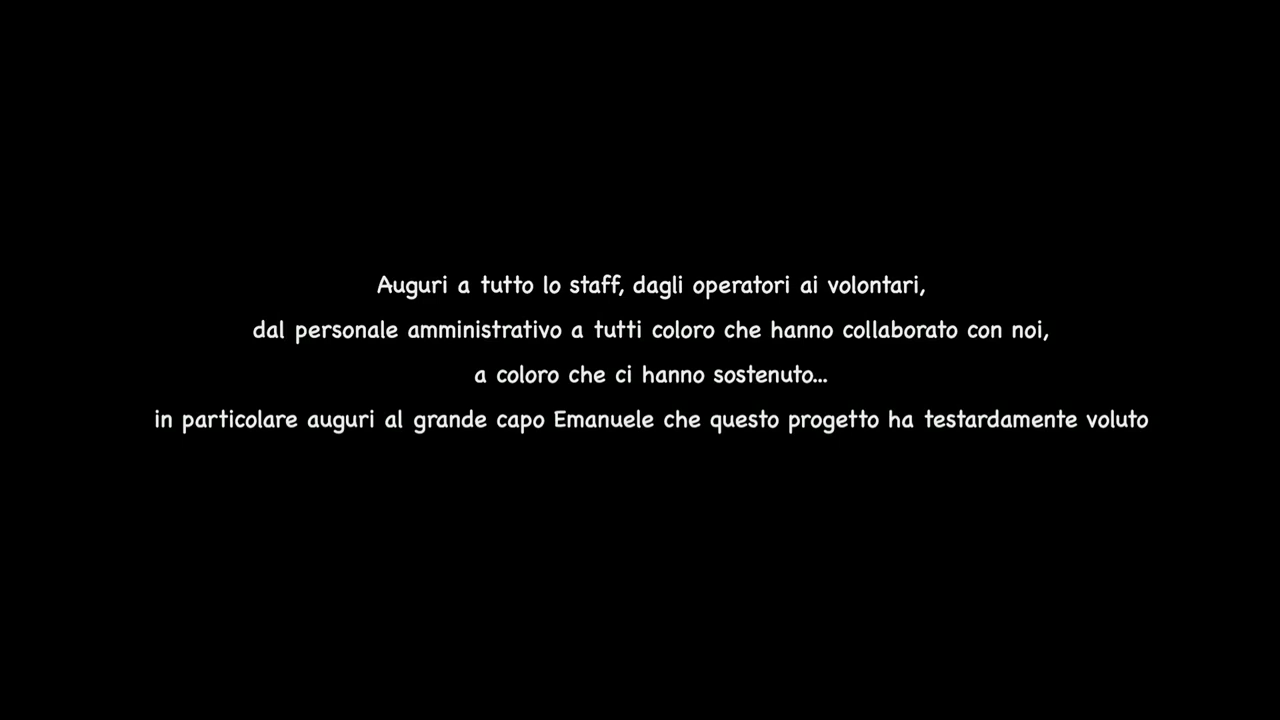 Auguri a tutto lo staff, dagli operatori ai volontari,
dal personale amministrativo a tutti coloro che hanno collaborato con noi,
a coloro che ci hanno sostenuto...
in particolare auguri al grande capo Emanuele che questo progetto ha testardamente voluto